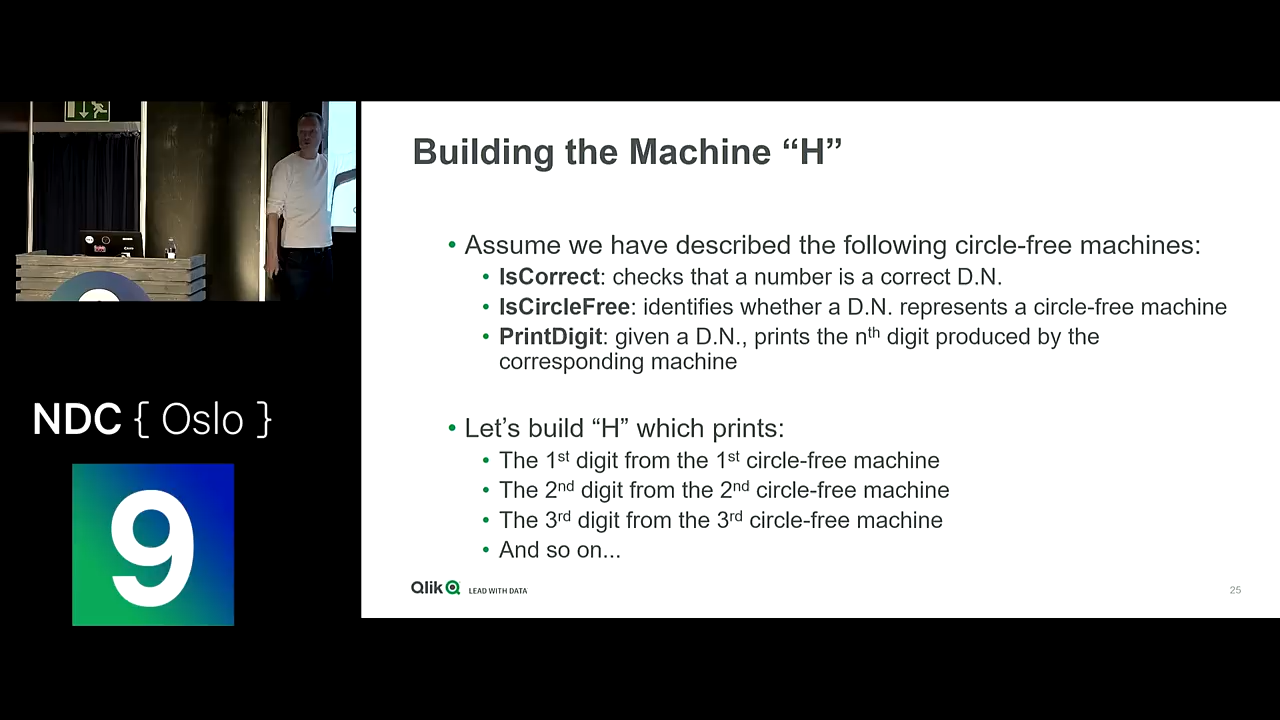 Building the Machine “H”
• Assume we have described the following circle-free machines:
• IsCorrect: checks that a number is a correct D.N.
• IsCircleFree: identifies whether a D.N. represents a circle-free machine
• PrintDigit: given a D.N., prints the nth digit produced by the
corresponding machine
• Let’s build “H” which prints:
• The 1st digit from the 1st circle-free machine
• The 2nd digit from the 2nd circle-free machine
• The 3rd digit from the 3rd circle-free machine
• And so on...
Qlik LEAD WITH DATA
25
NDC { Oslo }
9